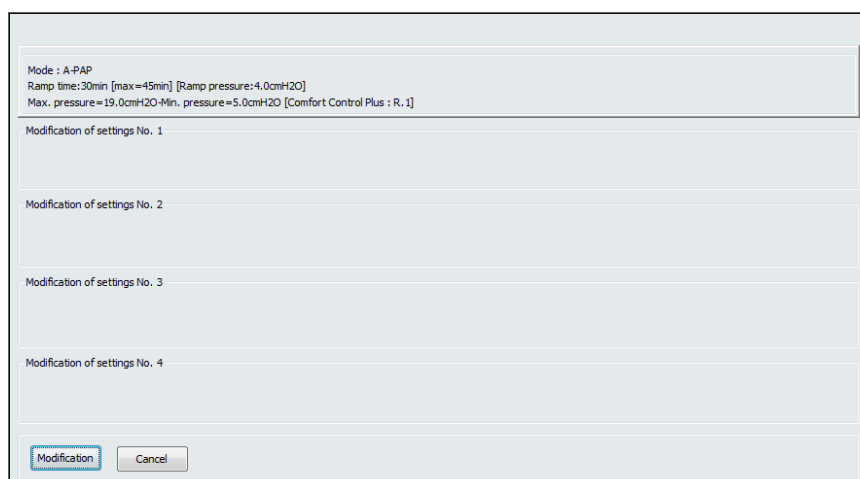 Mode : A-PAP
Ramp time:30min [max=45min] [Ramp pressure:4.0cmH2O]
Max. pressure=19.0cmH2O-Min. pressure=5.0cmH2O [Comfort Control Plus : R.1]
Modification of settings No. 1
Modification of settings No. 2
Modification of settings No. 3
Modification of settings No. 4
Modification Cancel